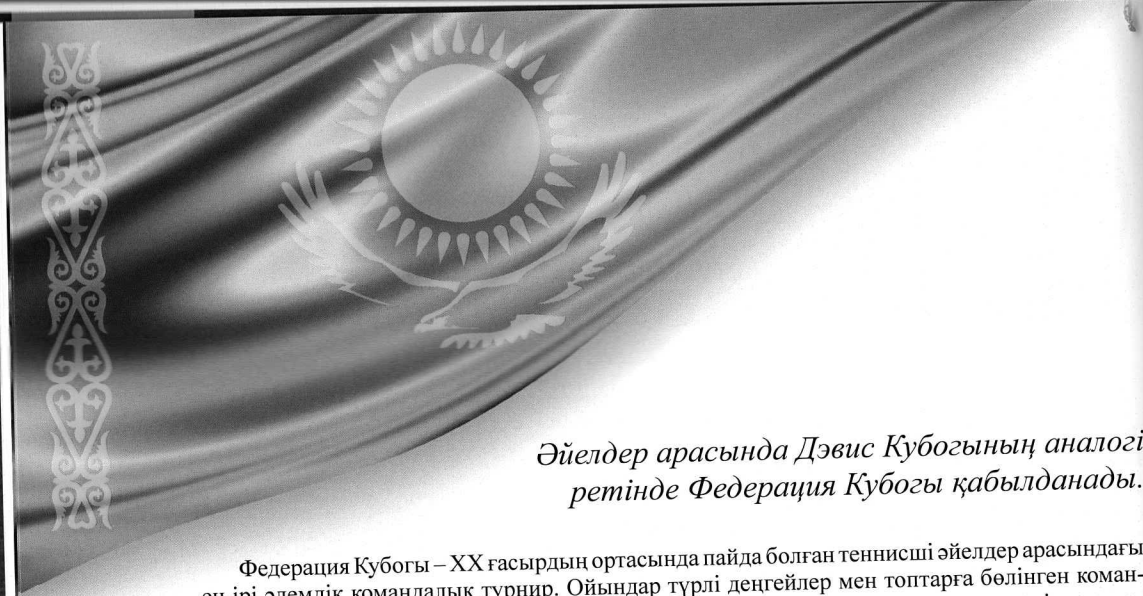 Әйелдер арасында Дэвис Кубогының аналогі
ретінде Федерация Кубогы қабылданады.
Федерация Кубогы – ХХ ғасырдың ортасында пайда болған теннисші әйелдер арасындағы
ең ірі әлемдік командалық турнир. Ойындар түрлі деңгейлер мен топтарға бөлінген коман-